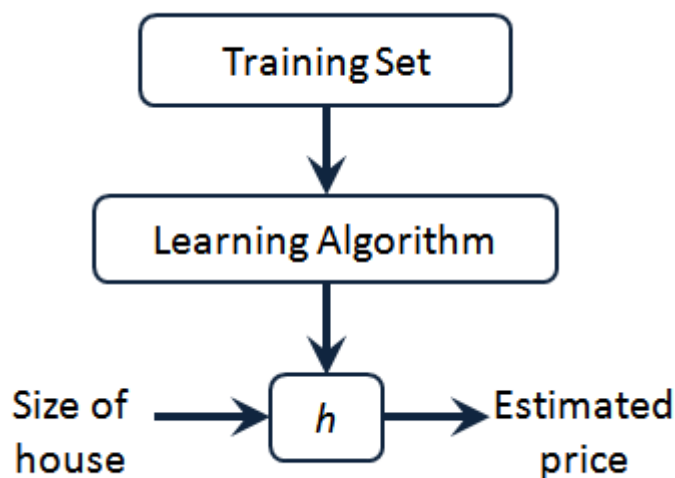 Training Set
Learning Algorithm
Size of
house
h
Estimated
price